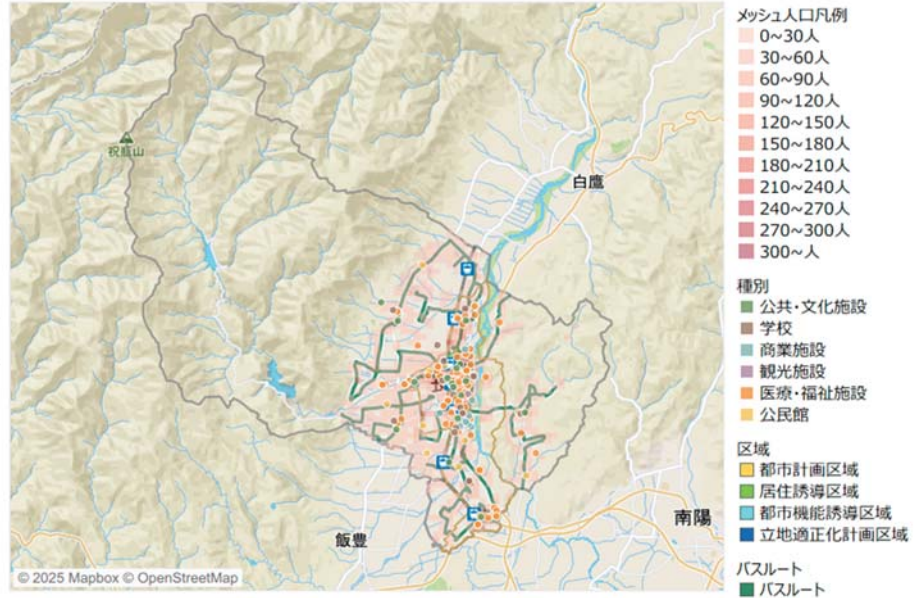 メッシュ人口凡例
0~30人
30~60人
60~90人
90~120人
120~150人
150~180人
180~210人
210~240人
240~270人
270~300人
300~人
種別
公共・文化施設
学校
商業施設
観光施設
医療・福祉施設
公民館
区域
都市計画区域
居住誘導区域
都市機能誘導区域
立地適正化計画区域
バスルート
バスルート
祝瓶山
白鷹
南陽
飯豊
© 2025 Mapbox © OpenStreetMap